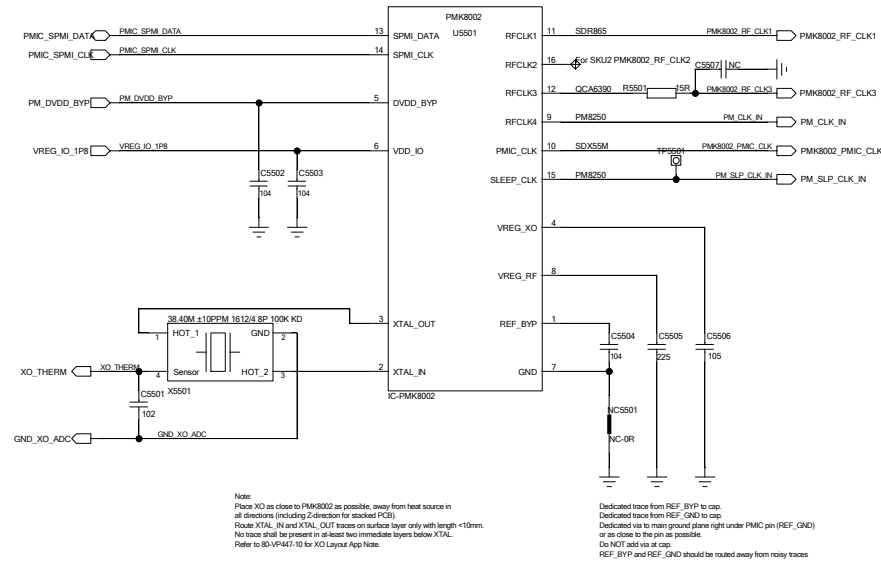 PMK8002
U5501
PMIC_SPMI_DATA PMIC_SPMI_DATA 13 SPMI_DATA
PMIC_SPMI_CLK PMIC_SPMI_CLK 14 SPMI_CLK
PM_DVDD_BYP PM_DVDD_BYP 5 DVDD_BYP
VREG_IO_1P8 VREG_IO_1P8 6 VDD_IO
C5502 C5503
104 104
RFCLK1 11 SDR865 PMK8002_RF_CLK1 PMK8002_RF_CLK1
RFCLK2 16 For SKU2 PMK8002_RF_CLK2
C5507 NC
RFCLK3 12 QCA6390 R5501 15R PMK8002_RF_CLK3 PMK8002_RF_CLK3
RFCLK4 9 PM8250 PM_CLK_IN PM_CLK_IN
PMIC_CLK 10 SDX55M PMK8002_PMIC_CLK PMK8002_PMIC_CLK
TP5501
SLEEP_CLK 15 PM8250 PM_SLP_CLK_IN PM_SLP_CLK_IN
VREG_XO 4
VREG_RF 8
38.40M ±10PPM 1612/4 8P 100K KD
1 HOT_1 GND 2
3 XTAL_OUT
REF_BYP 1
C5504 C5505 C5506
104 225 105
XO_THERM XO_THERM 4 Sensor HOT_2 3
2 XTAL_IN
GND 7
X5501
IC-PMK8002
C5501
102
NC5501
NC-0R
GND_XO_ADC GND_XO_ADC
Note:
Place XO as close to PMK8002 as possible, away from heat source in
all directions (including Z-direction for stacked PCB).
Route XTAL_IN and XTAL_OUT traces on surface layer only with length <10mm.
No trace shall be present in at-least two immediate layers below XTAL.
Refer to 80-VP447-10 for XO Layout App Note.
Dedicated trace from REF_BYP to cap.
Dedicated trace from REF_GND to cap.
Dedicated via to main ground plane right under PMIC pin (REF_GND)
or as close to the pin as possible.
Do NOT add via at cap.
REF_BYP and REF_GND should be routed away from noisy traces